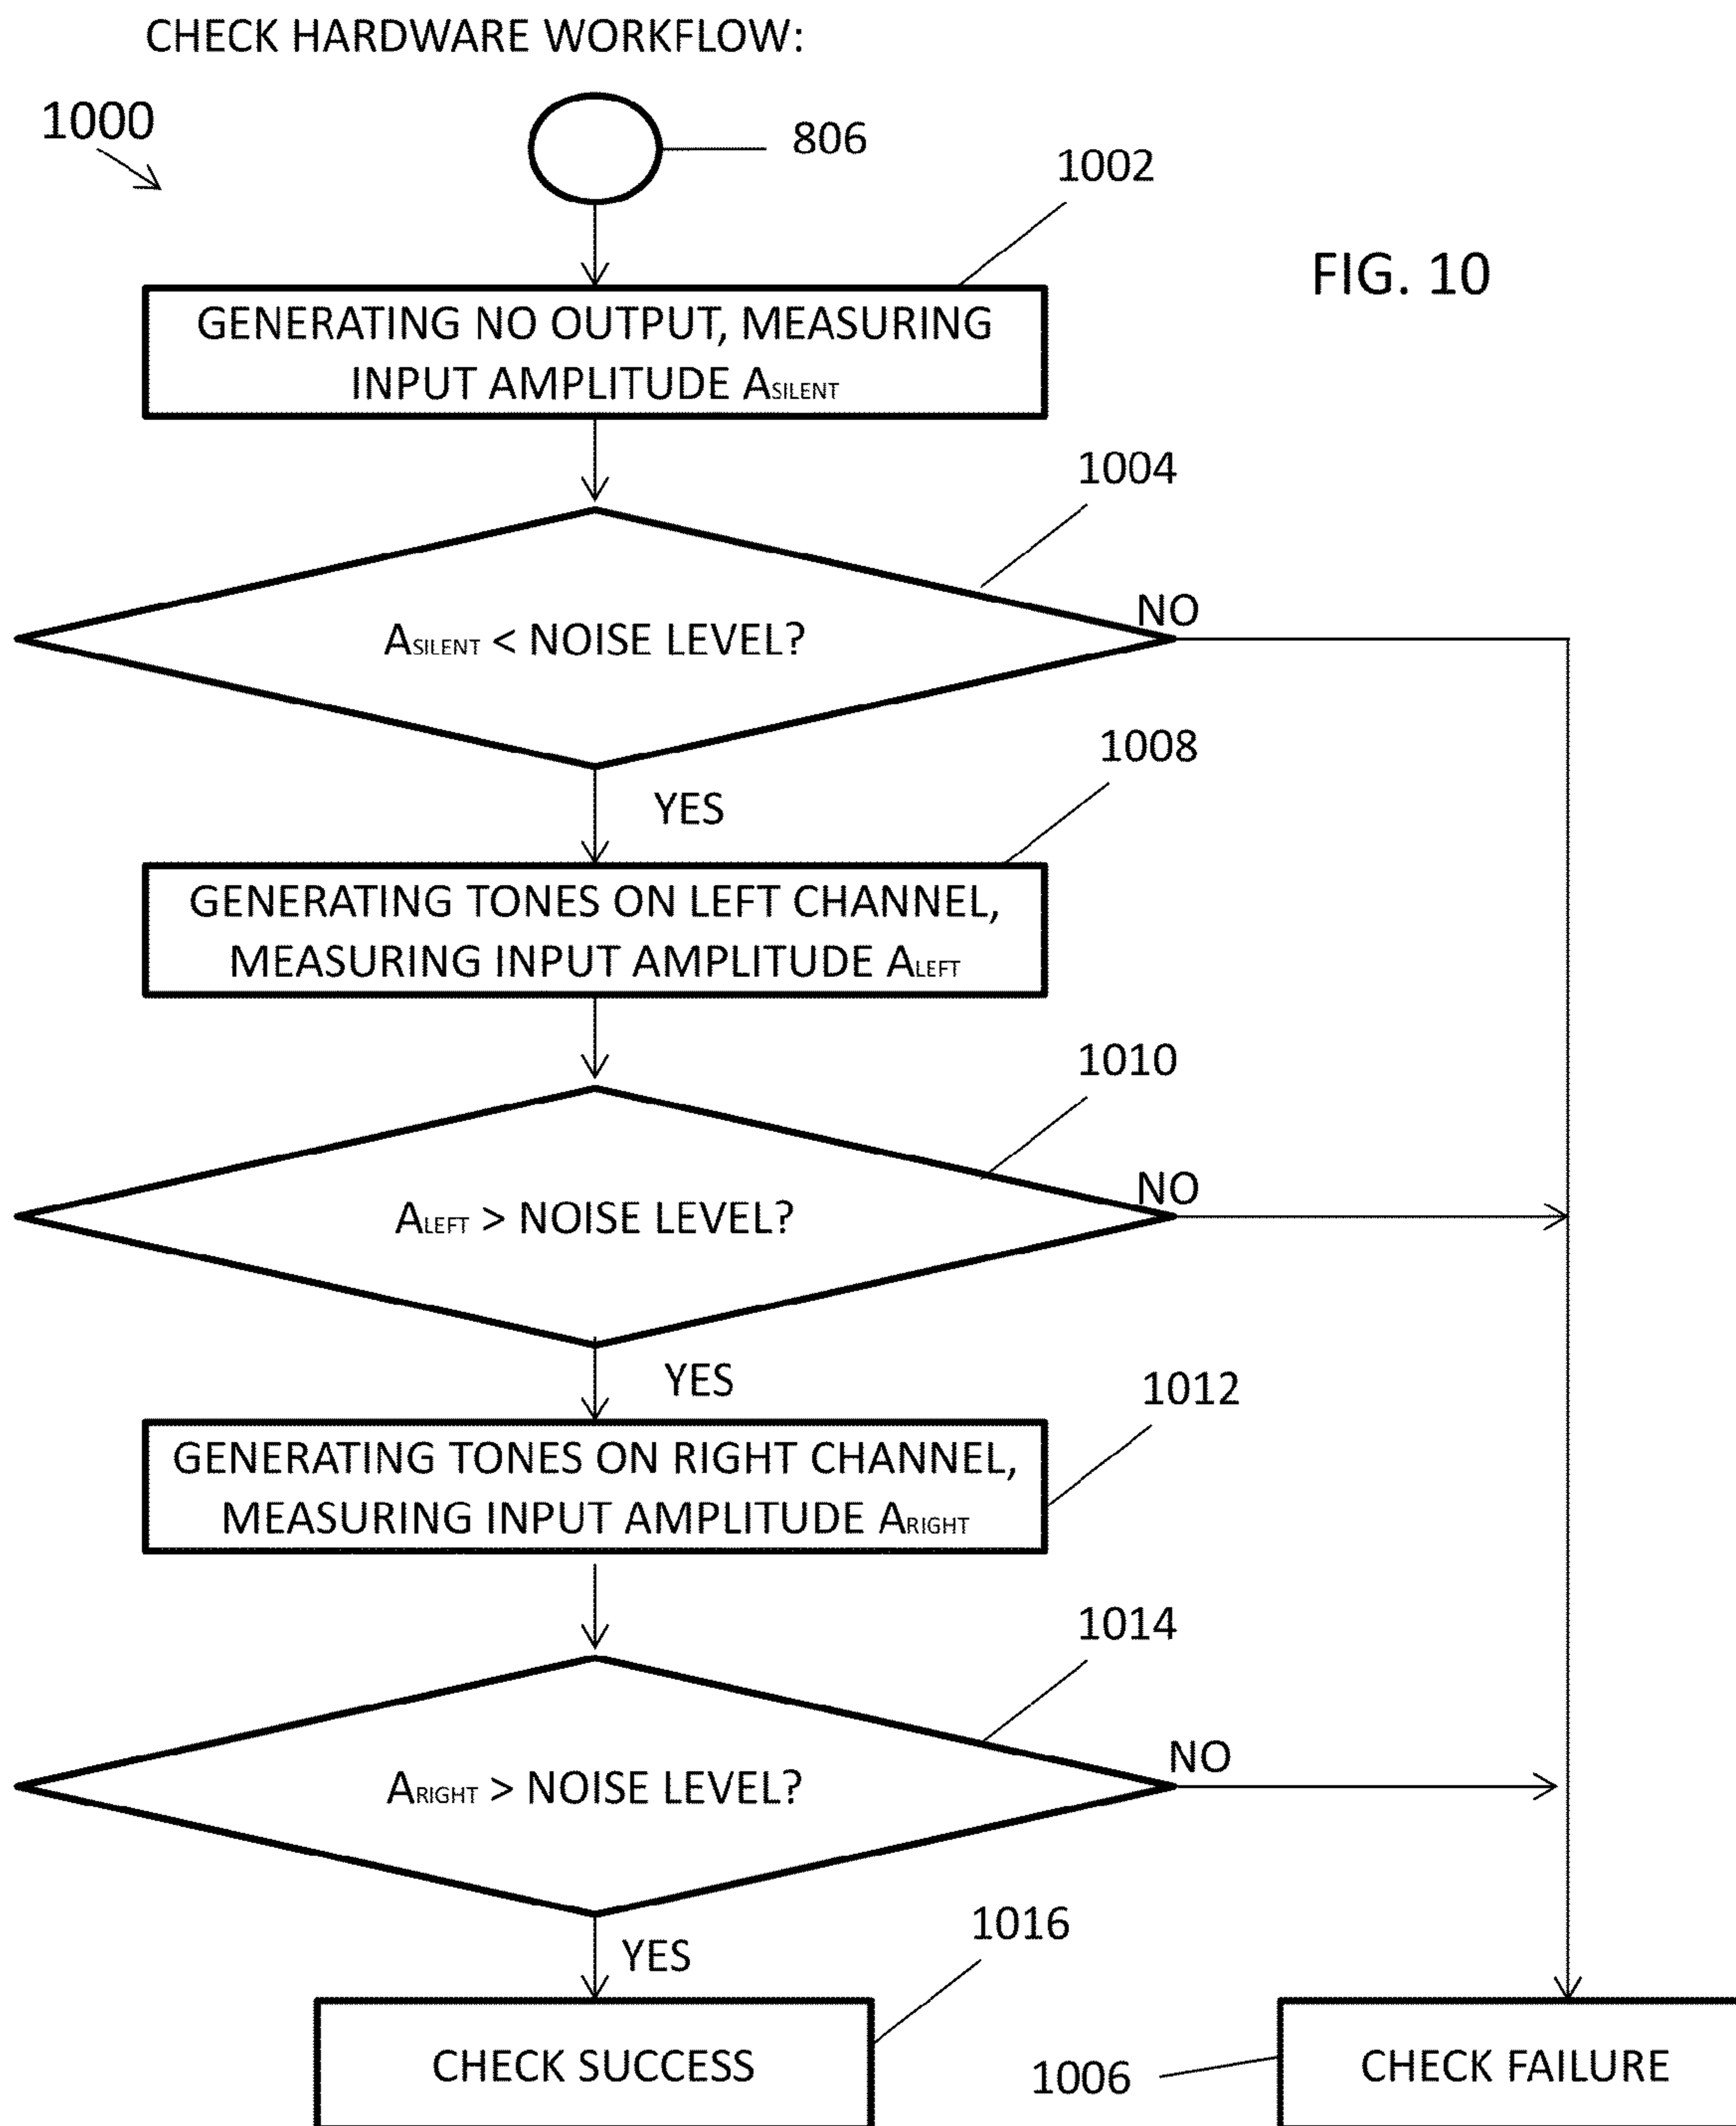 CHECK HARDWARE WORKFLOW:
1000
806
1002
FIG. 10
GENERATING NO OUTPUT, MEASURING
INPUT AMPLITUDE ASILENT
1004
NO
ASILENT < NOISE LEVEL?
1008
YES
GENERATING TONES ON LEFT CHANNEL,
MEASURING INPUT AMPLITUDE ALEFT
1010
NO
ALEFT > NOISE LEVEL?
YES
1012
GENERATING TONES ON RIGHT CHANNEL,
MEASURING INPUT AMPLITUDE ARIGHT
1014
NO
ARIGHT > NOISE LEVEL?
1016
YES
CHECK SUCCESS
1006
CHECK FAILURE